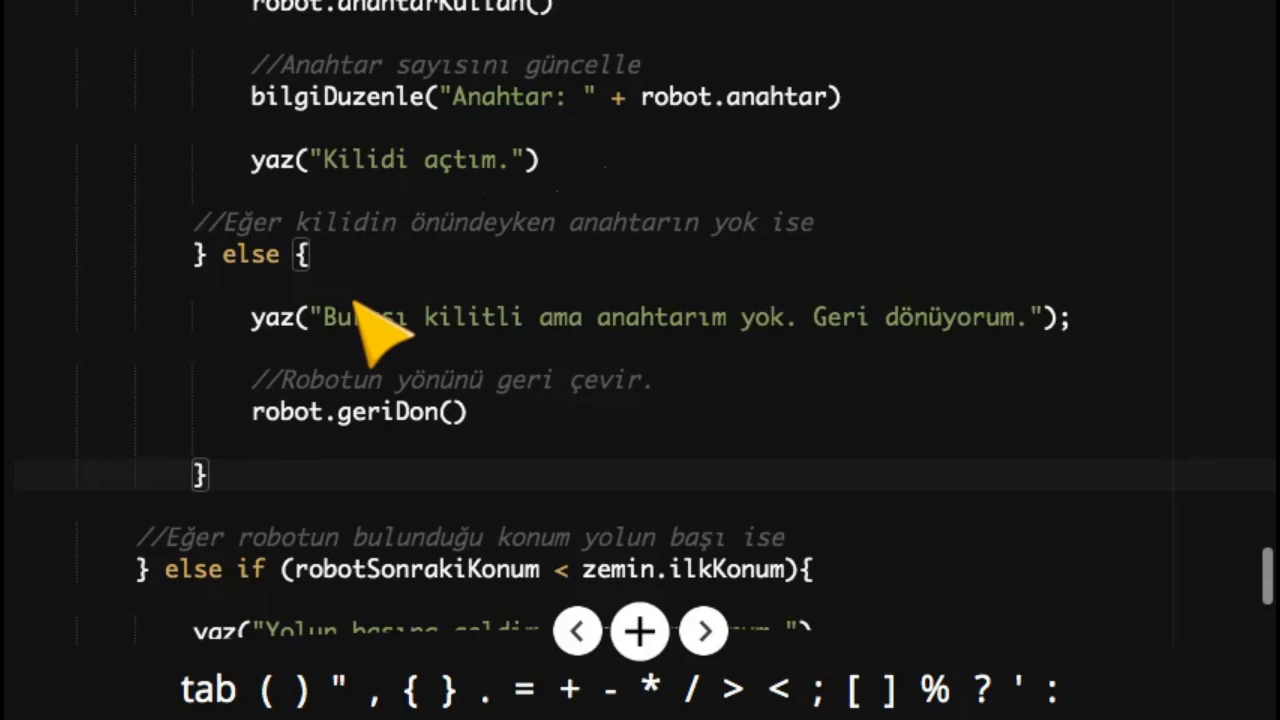 robot.anahtarKullan()
//Anahtar sayısını güncelle
bilgiDuzenle("Anahtar: " + robot.anahtar)
yaz("Kilidi açtım.")
//Eğer kilidin önündeyken anahtarın yok ise
} else {
yaz("Burası kilitli ama anahtarım yok. Geri dönüyorum.");
//Robotun yönünü geri çevir.
robot.geriDon()
}
//Eğer robotun bulunduğu konum yolun başı ise
} else if (robotSonrakiKonum < zemin.ilkKonum){
yaz("Yolun başına geldim
tab ( ) " , { } . = + - * / > < ; [ ] % ? ' :